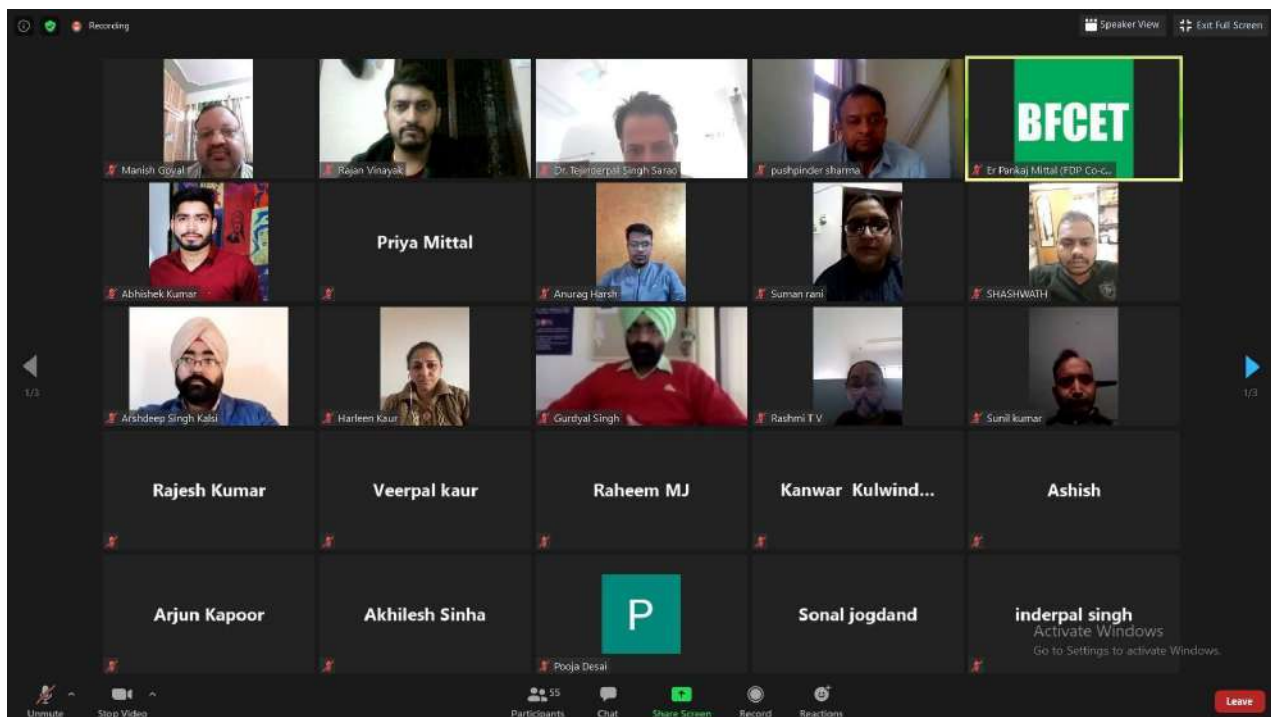 Recording
Speaker View
Exit Full Screen
Manish Goyal
Rajan Vinayak
Dr. Tejinderpal Singh Sarao
pushpinder sharma
BFCET
Er Pankaj Mittal (FDP Co-c...
Abhishek Kumar
Priya Mittal
Anurag Harsh
Suman rani
SHASHWATH
Arshdeep Singh Kalsi
Harleen Kaur
Gurdyal Singh
Rashmi T V
Sunil kumar
1/3
1/3
Rajesh Kumar
Veerpal kaur
Raheem MJ
Kanwar Kulwind...
Ashish
Arjun Kapoor
Akhilesh Sinha
P
Pooja Desai
Sonal jogdand
inderpal singh
Activate Windows
Go to Settings to activate Windows.
Unmute
Stop Video
55
Participants
Chat
Share Screen
Record
Reactions
Leave